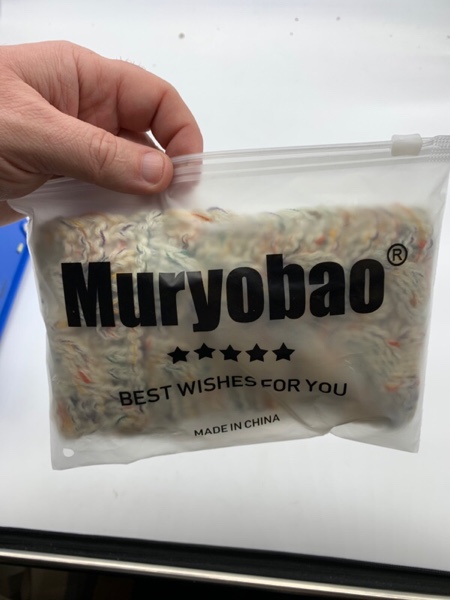 Muryobao®
★★★★★
BEST WISHES FOR YOU
MADE IN CHINA